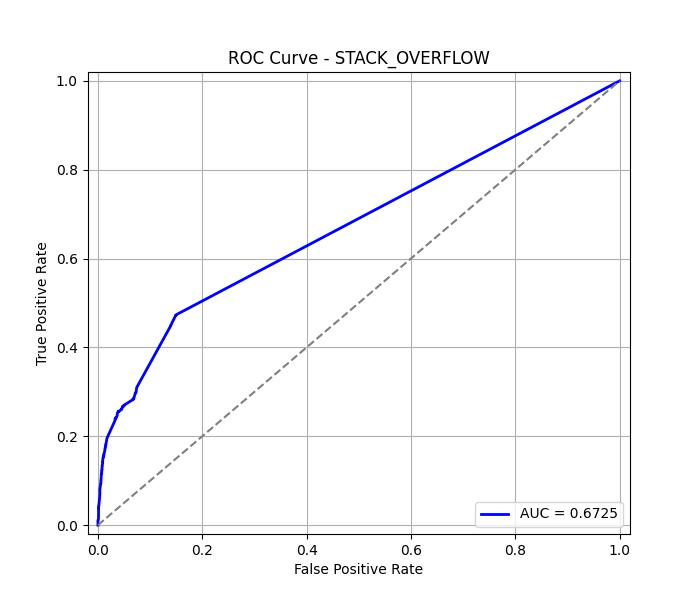 ROC Curve - STACK_OVERFLOW
True Positive Rate
1.0
0.8
0.6
0.4
0.2
0.0
AUC = 0.6725
0.0 0.2 0.4 0.6 0.8 1.0
False Positive Rate